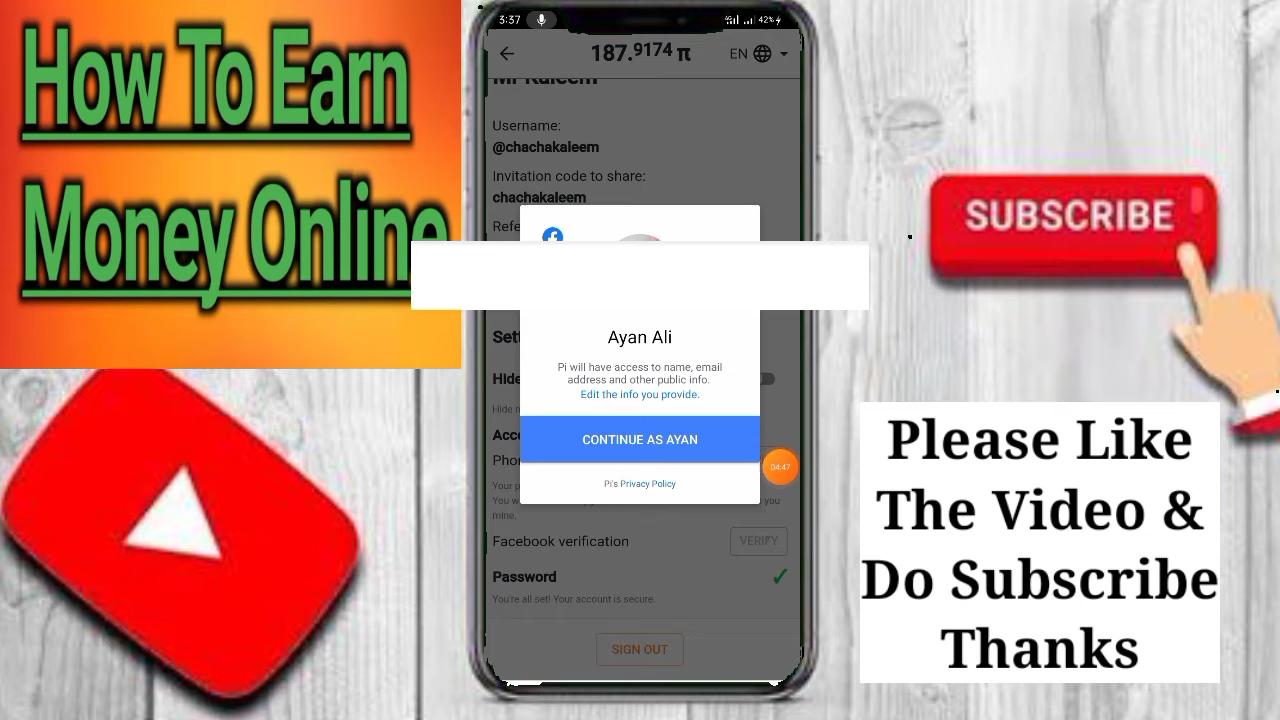 How To Earn
Money Online
3:37
42%
187.9174 π
EN
Mr Kaleem
Username:
@chachakaleem
Invitation code to share:
chachakaleem
Ayan Ali
Pi will have access to name, email
address and other public info.
Edit the info you provide.
CONTINUE AS AYAN
Pi's Privacy Policy
04:47
mine.
Facebook verification
VERIFY
Password
You're all set! Your account is secure.
SIGN OUT
SUBSCRIBE
Please Like
The Video &
Do Subscribe
Thanks